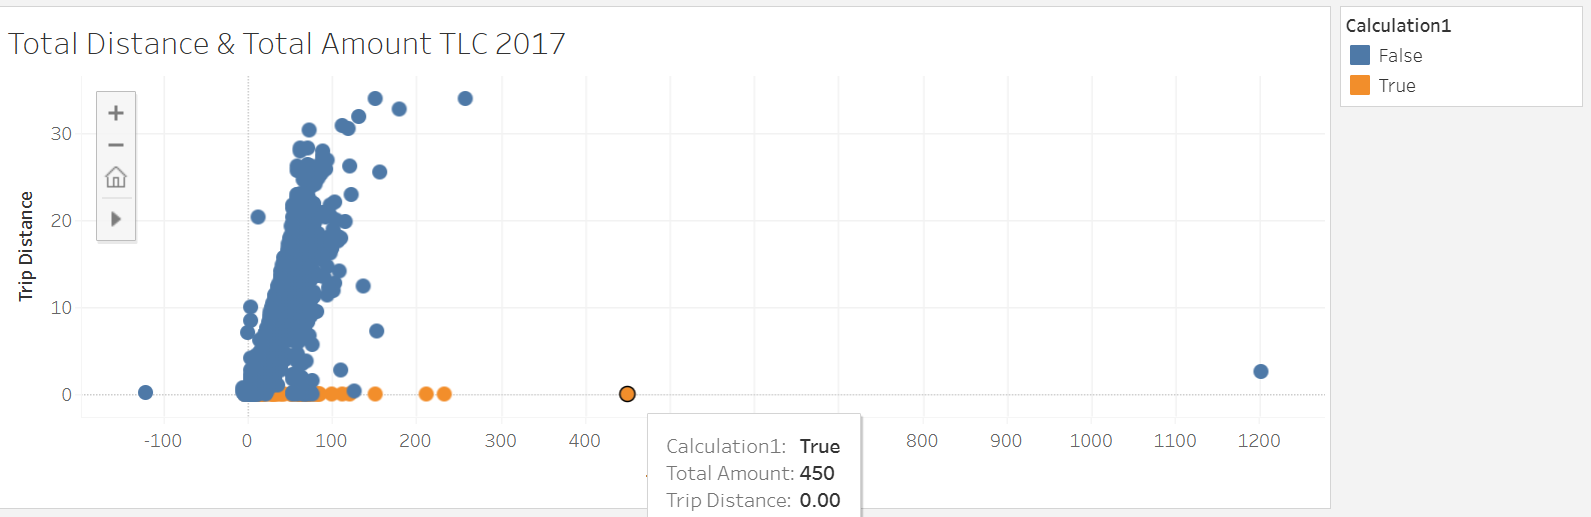 Total Distance & Total Amount TLC 2017
Calculation1
False
True
Trip Distance
30
20
10
0
-100 0 100 200 300 400 800 900 1000 1100 1200
Calculation1: True
Total Amount: 450
Trip Distance: 0.00